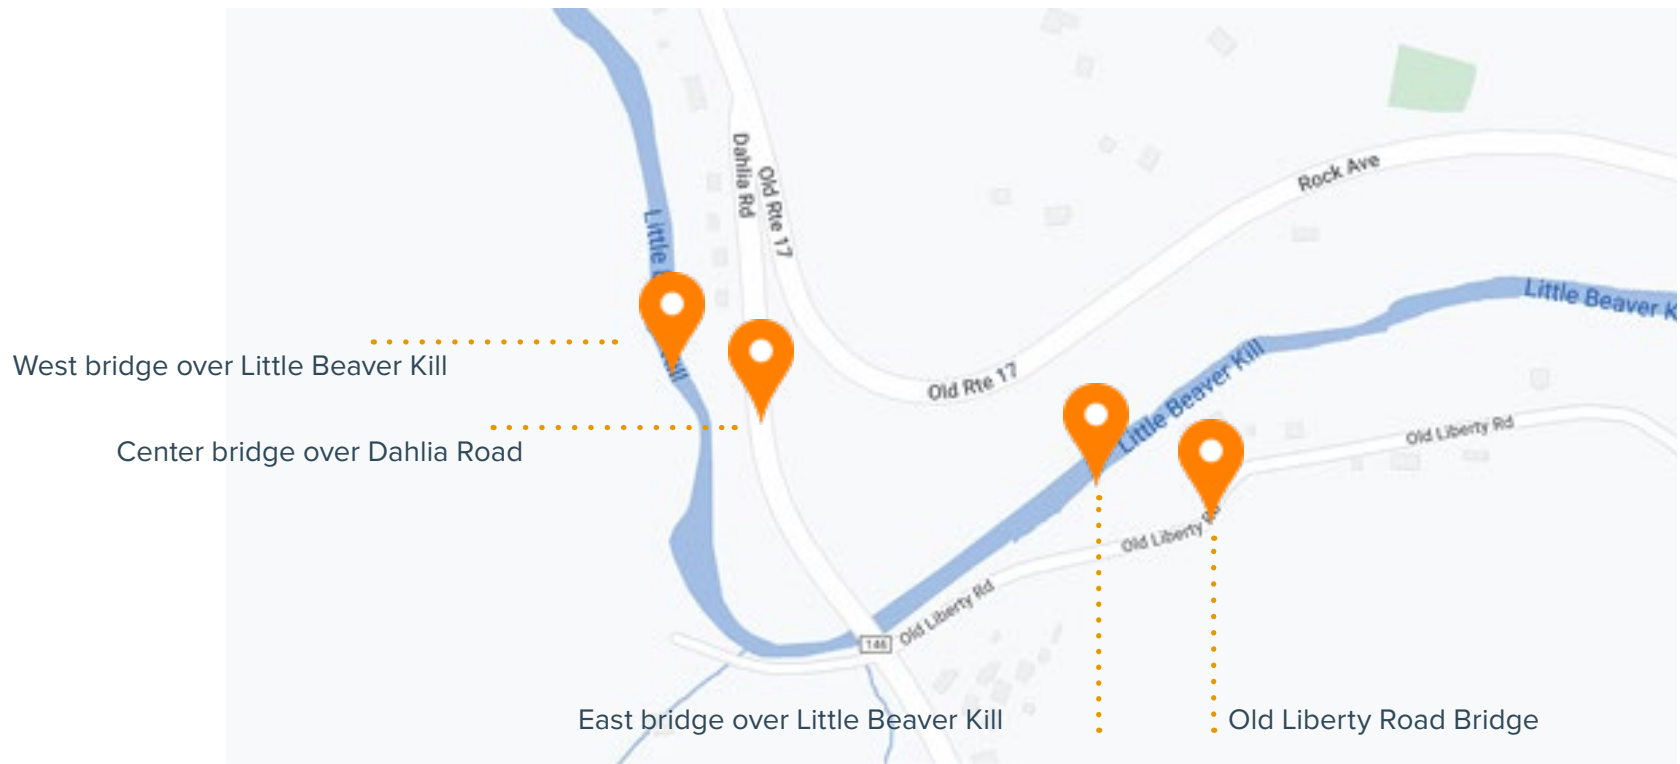 Dahlia Rd
Old Rte 17
Rock Ave
Little
ill
Little Beaver K
West bridge over Little Beaver Kill
Old Rte 17
Little Beaver Kill
Center bridge over Dahlia Road
Old Liberty Rd
Old Liberty
Old Liberty Rd
146
East bridge over Little Beaver Kill
Old Liberty Road Bridge